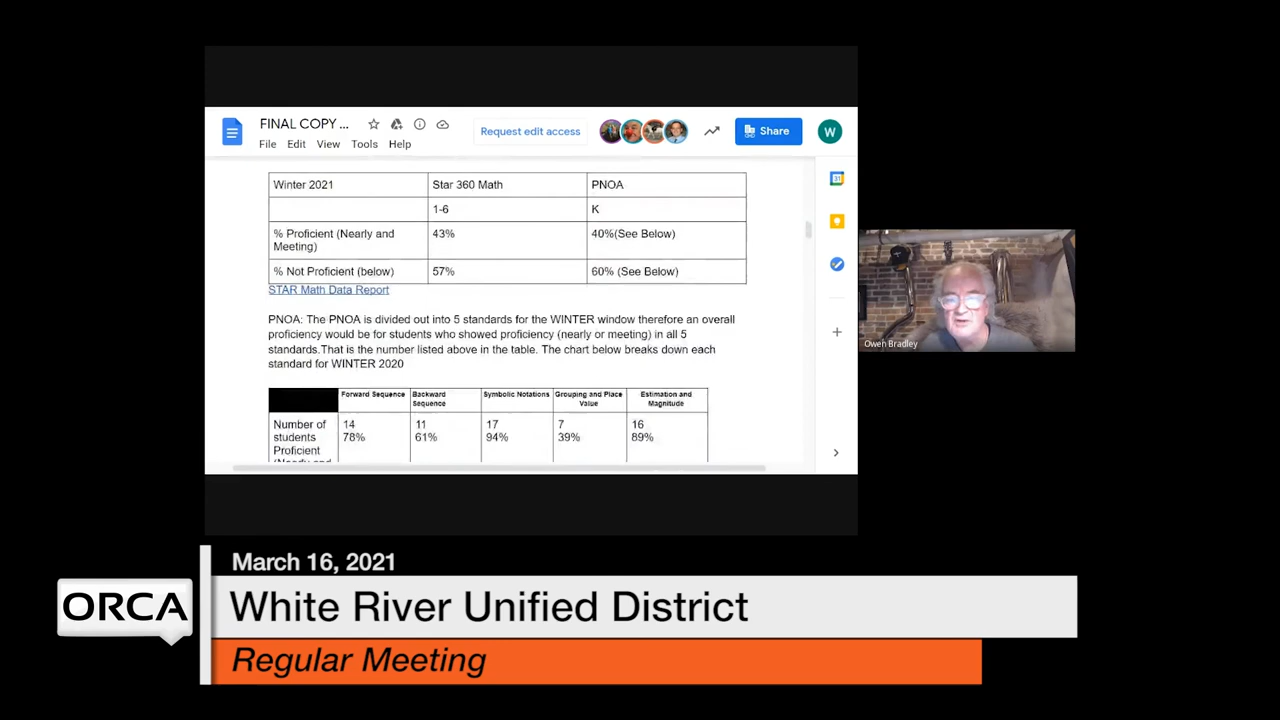 FINAL COPY ...
Request edit access
Share
W
File Edit View Tools Help
31
Winter 2021 Star 360 Math PNOA
1-6 K
% Proficient (Nearly and Meeting) 43% 40%(See Below)
% Not Proficient (below) 57% 60% (See Below)
STAR Math Data Report
PNOA: The PNOA is divided out into 5 standards for the WINTER window therefore an overall
proficiency would be for students who showed proficiency (nearly or meeting) in all 5
standards.That is the number listed above in the table. The chart below breaks down each
standard for WINTER 2020
Forward Sequence Backward Sequence Symbolic Notations Grouping and Place Value Estimation and Magnitude
Number of 14 11 17 7 16
students 78% 61% 94% 39% 89%
Proficient
Owen Bradley
March 16, 2021
ORCA
White River Unified District
Regular Meeting